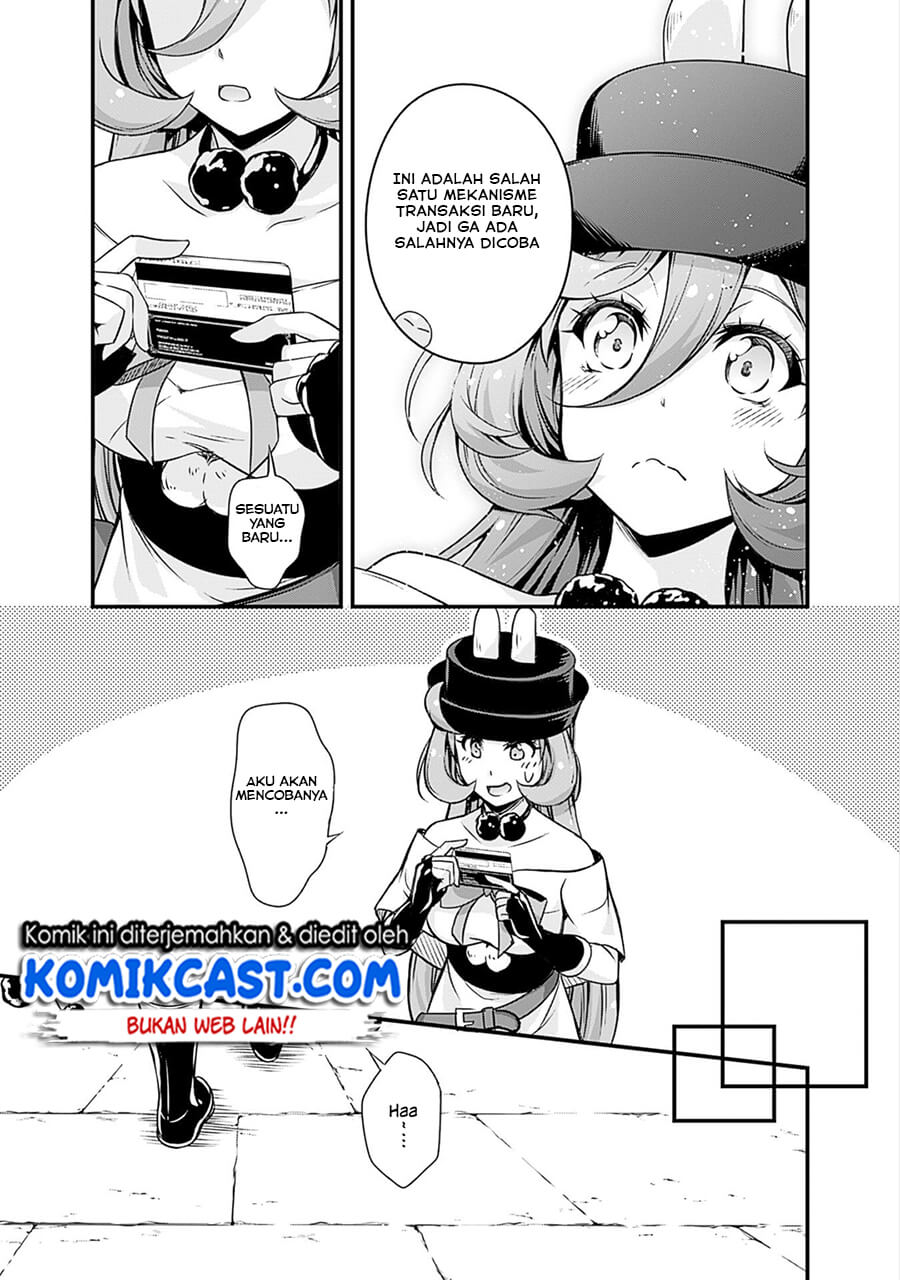 INI ADALAH SALAH
SATU MEKANISME
TRANSAKSI BARU,
JADI GA ADA
SALAHNYA DICOBA
SESUATU
YANG
BARU...
AKU AKAN
MENCOBANYA
...
Komik ini diterjemahkan & diedit oleh
KOMIKCAST.COM
BUKAN WEB LAIN!!
Haa
~~